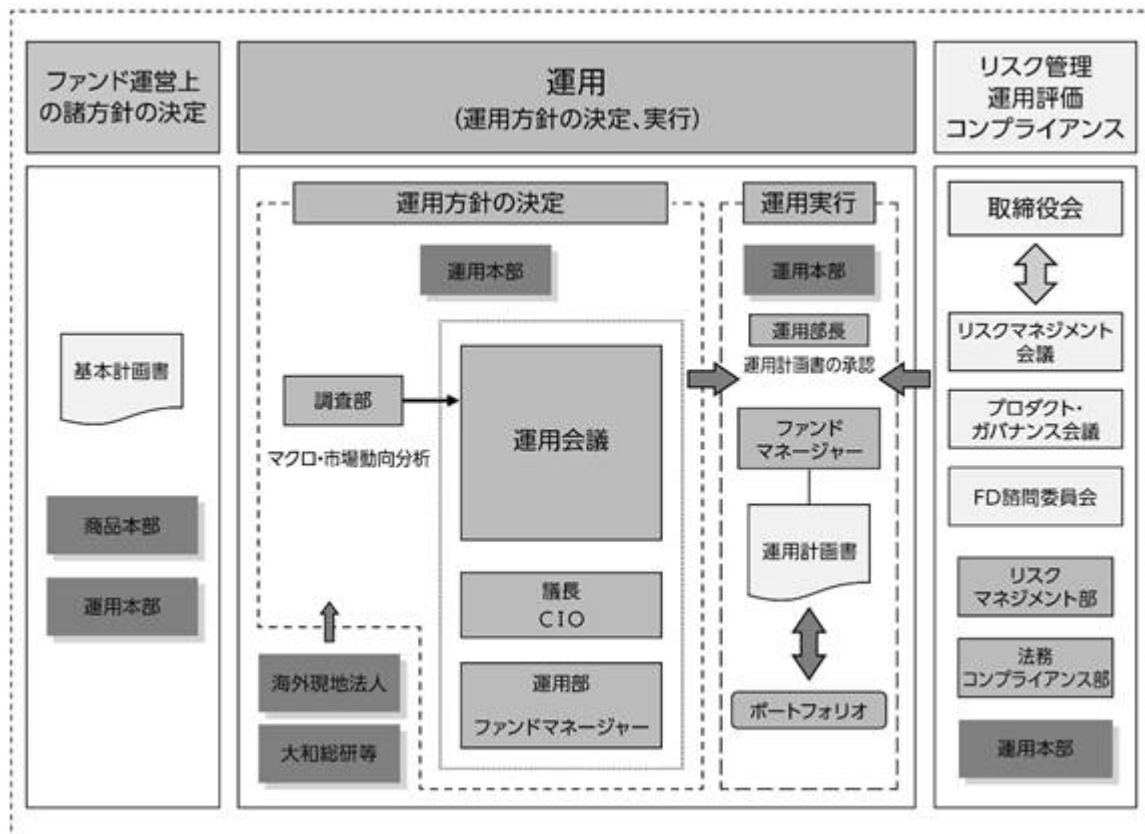 ファンド運営上
の諸方針の決定
運用
(運用方針の決定、実行)
リスク管理
運用評価
コンプライアンス
基本計画書
商品本部
運用本部
運用方針の決定
運用本部
調査部
マクロ・市場動向分析
運用会議
議長
CIO
運用部
ファンドマネージャー
海外現地法人
大和総研等
運用実行
運用本部
運用部長
運用計画書の承認
ファンド
マネージャー
運用計画書
ポートフォリオ
取締役会
リスクマネジメント
会議
プロダクト・
ガバナンス会議
FD諮問委員会
リスク
マネジメント部
法務
コンプライアンス部
運用本部